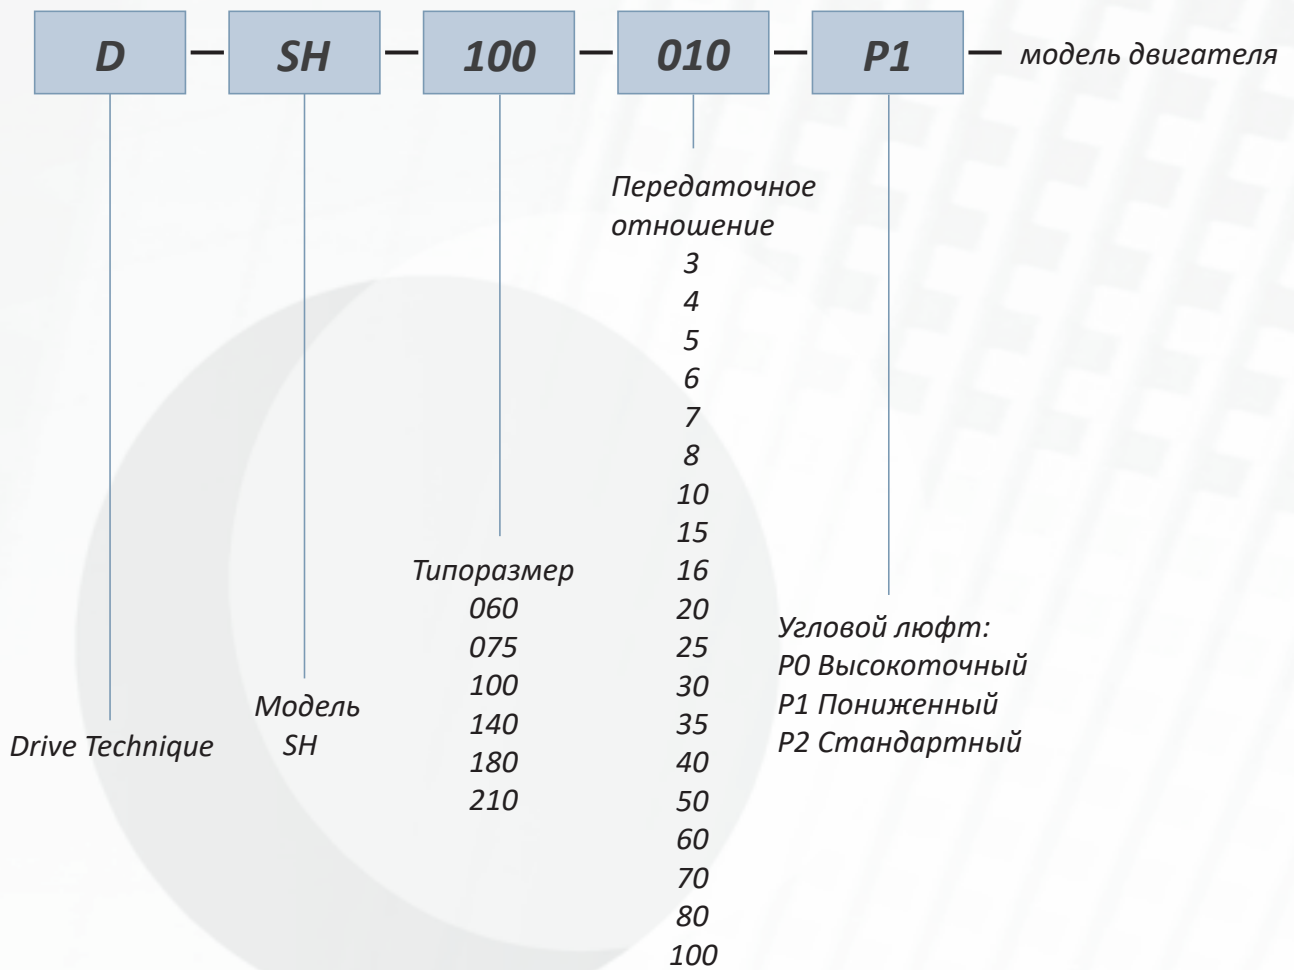 D — SH — 100 — 010 — P1 — модель двигателя
Drive Technique
Модель
SH
Типоразмер
060
075
100
140
180
210
Передаточное
отношение
3
4
5
6
7
8
10
15
16
20
25
30
35
40
50
60
70
80
100
Угловой люфт:
P0 Высокоточный
P1 Пониженный
P2 Стандартный